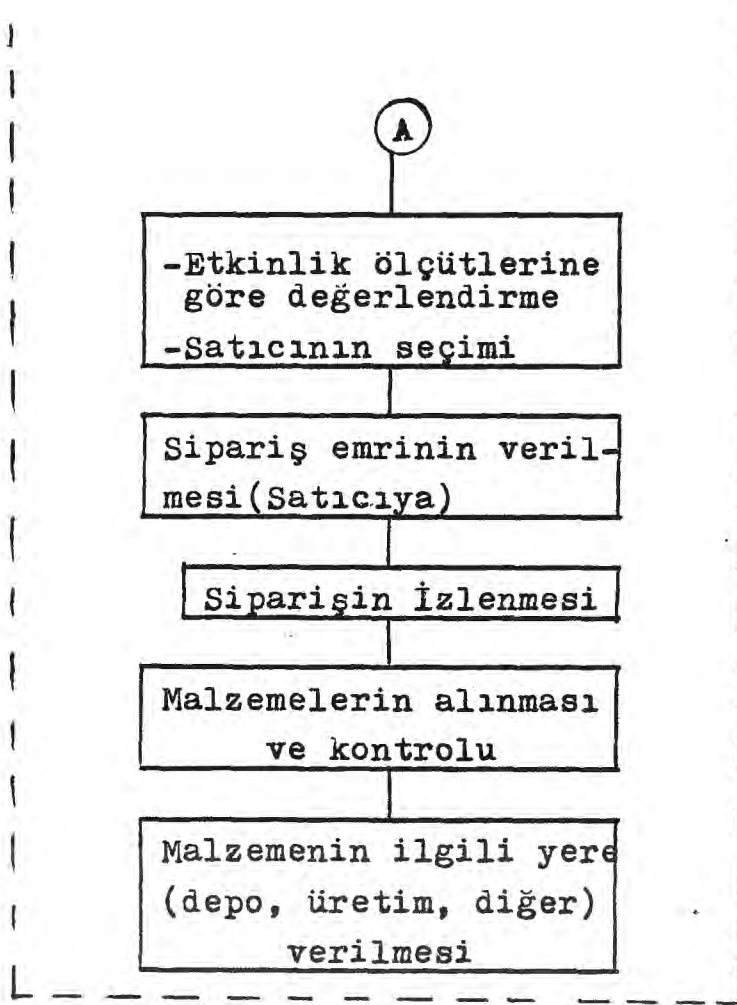 A
-Etkinlik ölçütlerine
göre değerlendirme
-Satıcının seçimi
Sipariş emrinin veril-
mesi(Satıcıya)
Siparişin İzlenmesi
Malzemelerin alınması
ve kontrolu
Malzemenin ilgili yere
(depo, üretim, diğer)
verilmesi